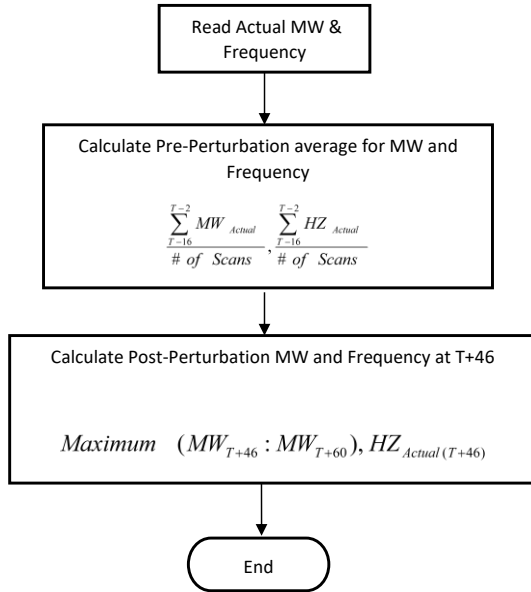 Read Actual MW &
Frequency
Calculate Pre-Perturbation average for MW and
Frequency
T−2 T−2
∑ MW Actual ∑ HZ Actual
T−16 , T−16
# of Scans # of Scans
Calculate Post-Perturbation MW and Frequency at T+46
Maximum (MW T+46 : MW T+60), HZ Actual (T+46)
End